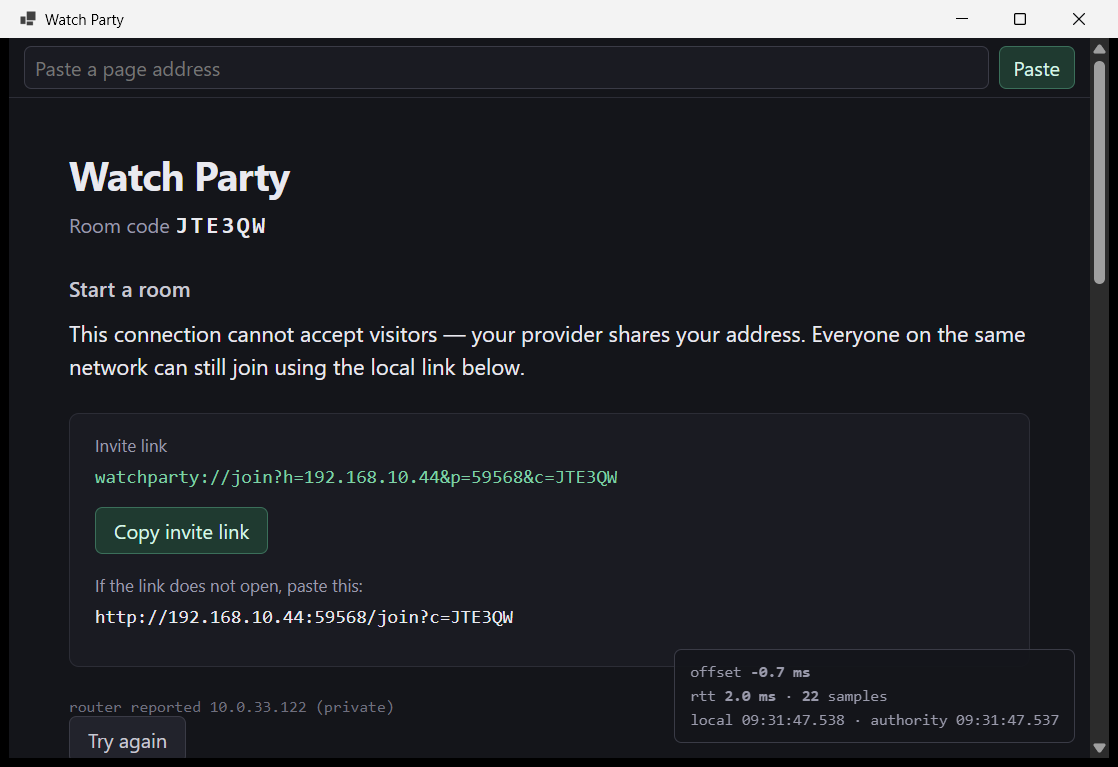 Watch Party
Paste a page address
Paste
Watch Party
Room code JTE3QW
Start a room
This connection cannot accept visitors — your provider shares your address. Everyone on the same
network can still join using the local link below.
Invite link
watchparty://join?h=192.168.10.44&p=59568&c=JTE3QW
Copy invite link
If the link does not open, paste this:
http://192.168.10.44:59568/join?c=JTE3QW
offset -0.7 ms
rtt 2.0 ms · 22 samples
local 09:31:47.538 · authority 09:31:47.537
router reported 10.0.33.122 (private)
Try again